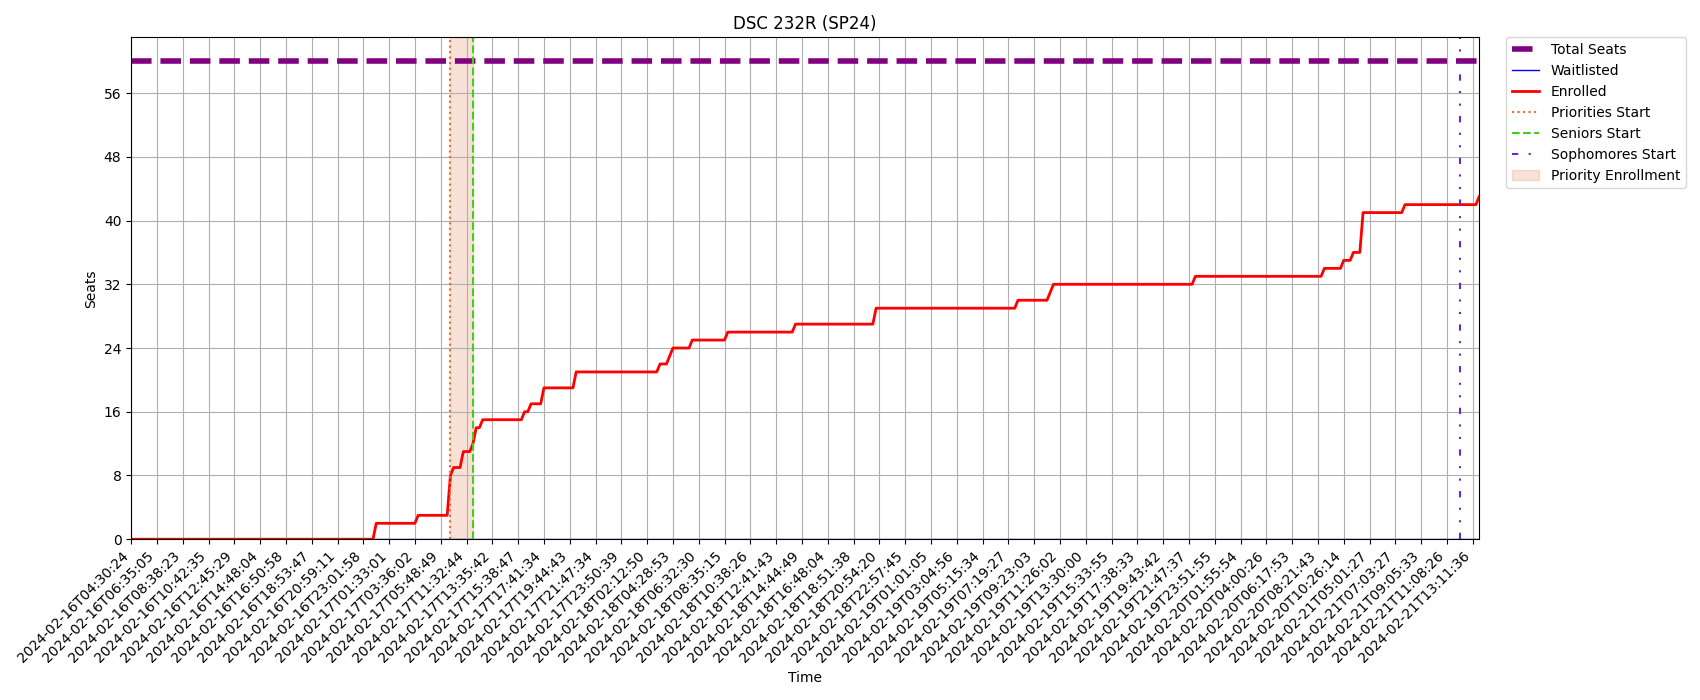 DSC 232R (SP24)
Total Seats
Waitlisted
Enrolled
Priorities Start
Seniors Start
Sophomores Start
Priority Enrollment
Seats
56
48
40
32
24
16
8
0
2024-02-16T04:30:24
2024-02-16T06:35:05
2024-02-16T08:38:23
2024-02-16T10:42:35
2024-02-16T12:45:29
2024-02-16T14:48:04
2024-02-16T16:50:58
2024-02-16T18:53:47
2024-02-16T20:59:11
2024-02-16T23:01:58
2024-02-17T01:33:01
2024-02-17T03:36:02
2024-02-17T05:48:49
2024-02-17T11:32:44
2024-02-17T13:35:42
2024-02-17T15:38:47
2024-02-17T17:41:34
2024-02-17T19:44:43
2024-02-17T21:47:34
2024-02-17T23:50:39
2024-02-18T02:12:50
2024-02-18T04:28:53
2024-02-18T06:32:30
2024-02-18T08:35:15
2024-02-18T10:38:26
2024-02-18T12:41:43
2024-02-18T14:44:49
2024-02-18T16:48:04
2024-02-18T18:51:38
2024-02-18T20:54:20
2024-02-18T22:57:45
2024-02-19T01:01:05
2024-02-19T03:04:56
2024-02-19T05:15:34
2024-02-19T07:19:27
2024-02-19T09:23:03
2024-02-19T11:26:02
2024-02-19T13:30:00
2024-02-19T15:33:55
2024-02-19T17:38:33
2024-02-19T19:43:42
2024-02-19T21:47:37
2024-02-19T23:51:55
2024-02-20T01:55:54
2024-02-20T04:00:26
2024-02-20T06:17:53
2024-02-20T08:21:43
2024-02-20T10:26:14
2024-02-21T05:01:27
2024-02-21T07:03:27
2024-02-21T09:05:33
2024-02-21T11:08:26
2024-02-21T13:11:36
Time